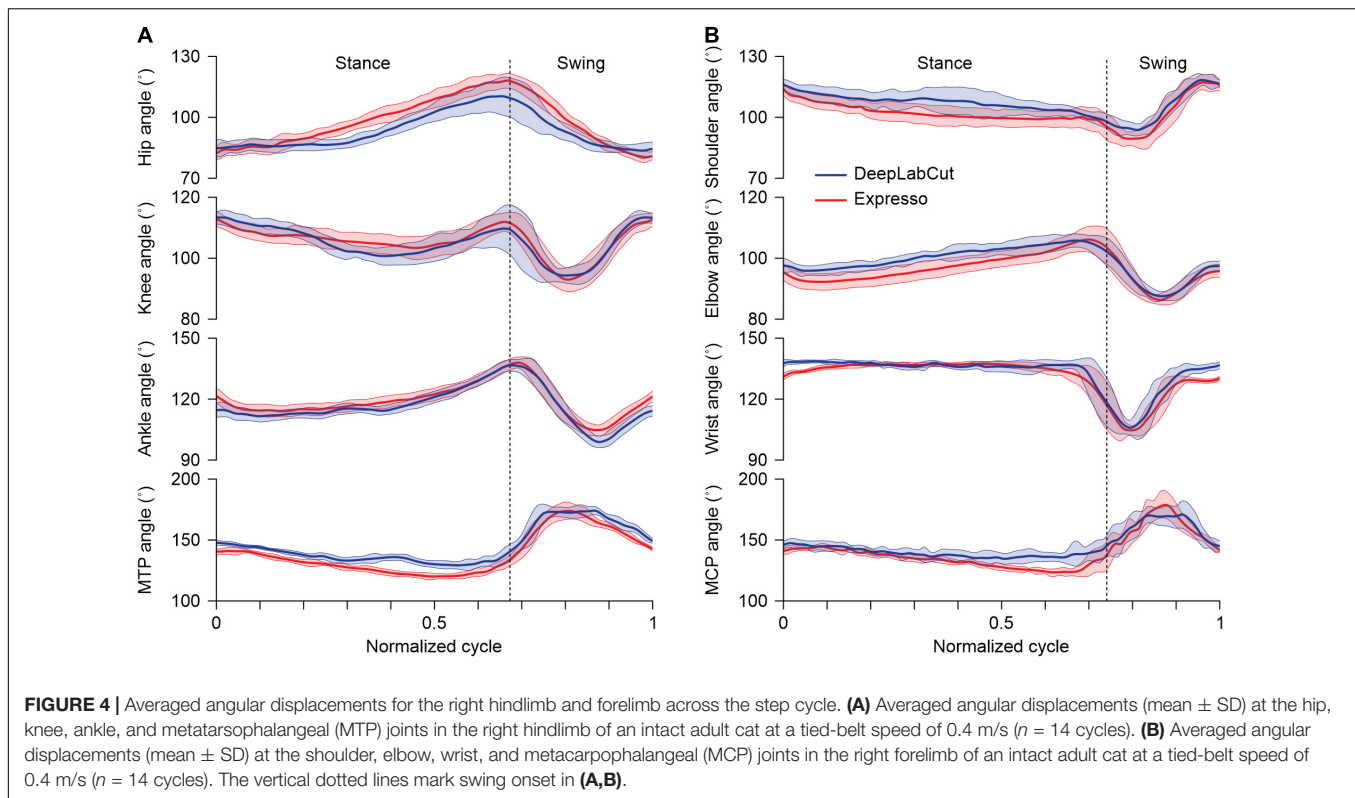 A
B
Stance
Swing
Hip angle (°)
130
100
70
Knee angle (°)
120
100
80
Ankle angle (°)
150
120
90
MTP angle (°)
200
150
100
0
0.5
1
Normalized cycle
Stance
Swing
Shoulder angle (°)
130
100
70
DeepLabCut
Expresso
Elbow angle (°)
120
100
80
Wrist angle (°)
150
120
90
MCP angle (°)
200
150
100
0
0.5
1
Normalized cycle
FIGURE 4 | Averaged angular displacements for the right hindlimb and forelimb across the step cycle. (A) Averaged angular displacements (mean ± SD) at the hip,
knee, ankle, and metatarsophalangeal (MTP) joints in the right hindlimb of an intact adult cat at a tied-belt speed of 0.4 m/s (n = 14 cycles). (B) Averaged angular
displacements (mean ± SD) at the shoulder, elbow, wrist, and metacarpophalangeal (MCP) joints in the right forelimb of an intact adult cat at a tied-belt speed of
0.4 m/s (n = 14 cycles). The vertical dotted lines mark swing onset in (A,B).